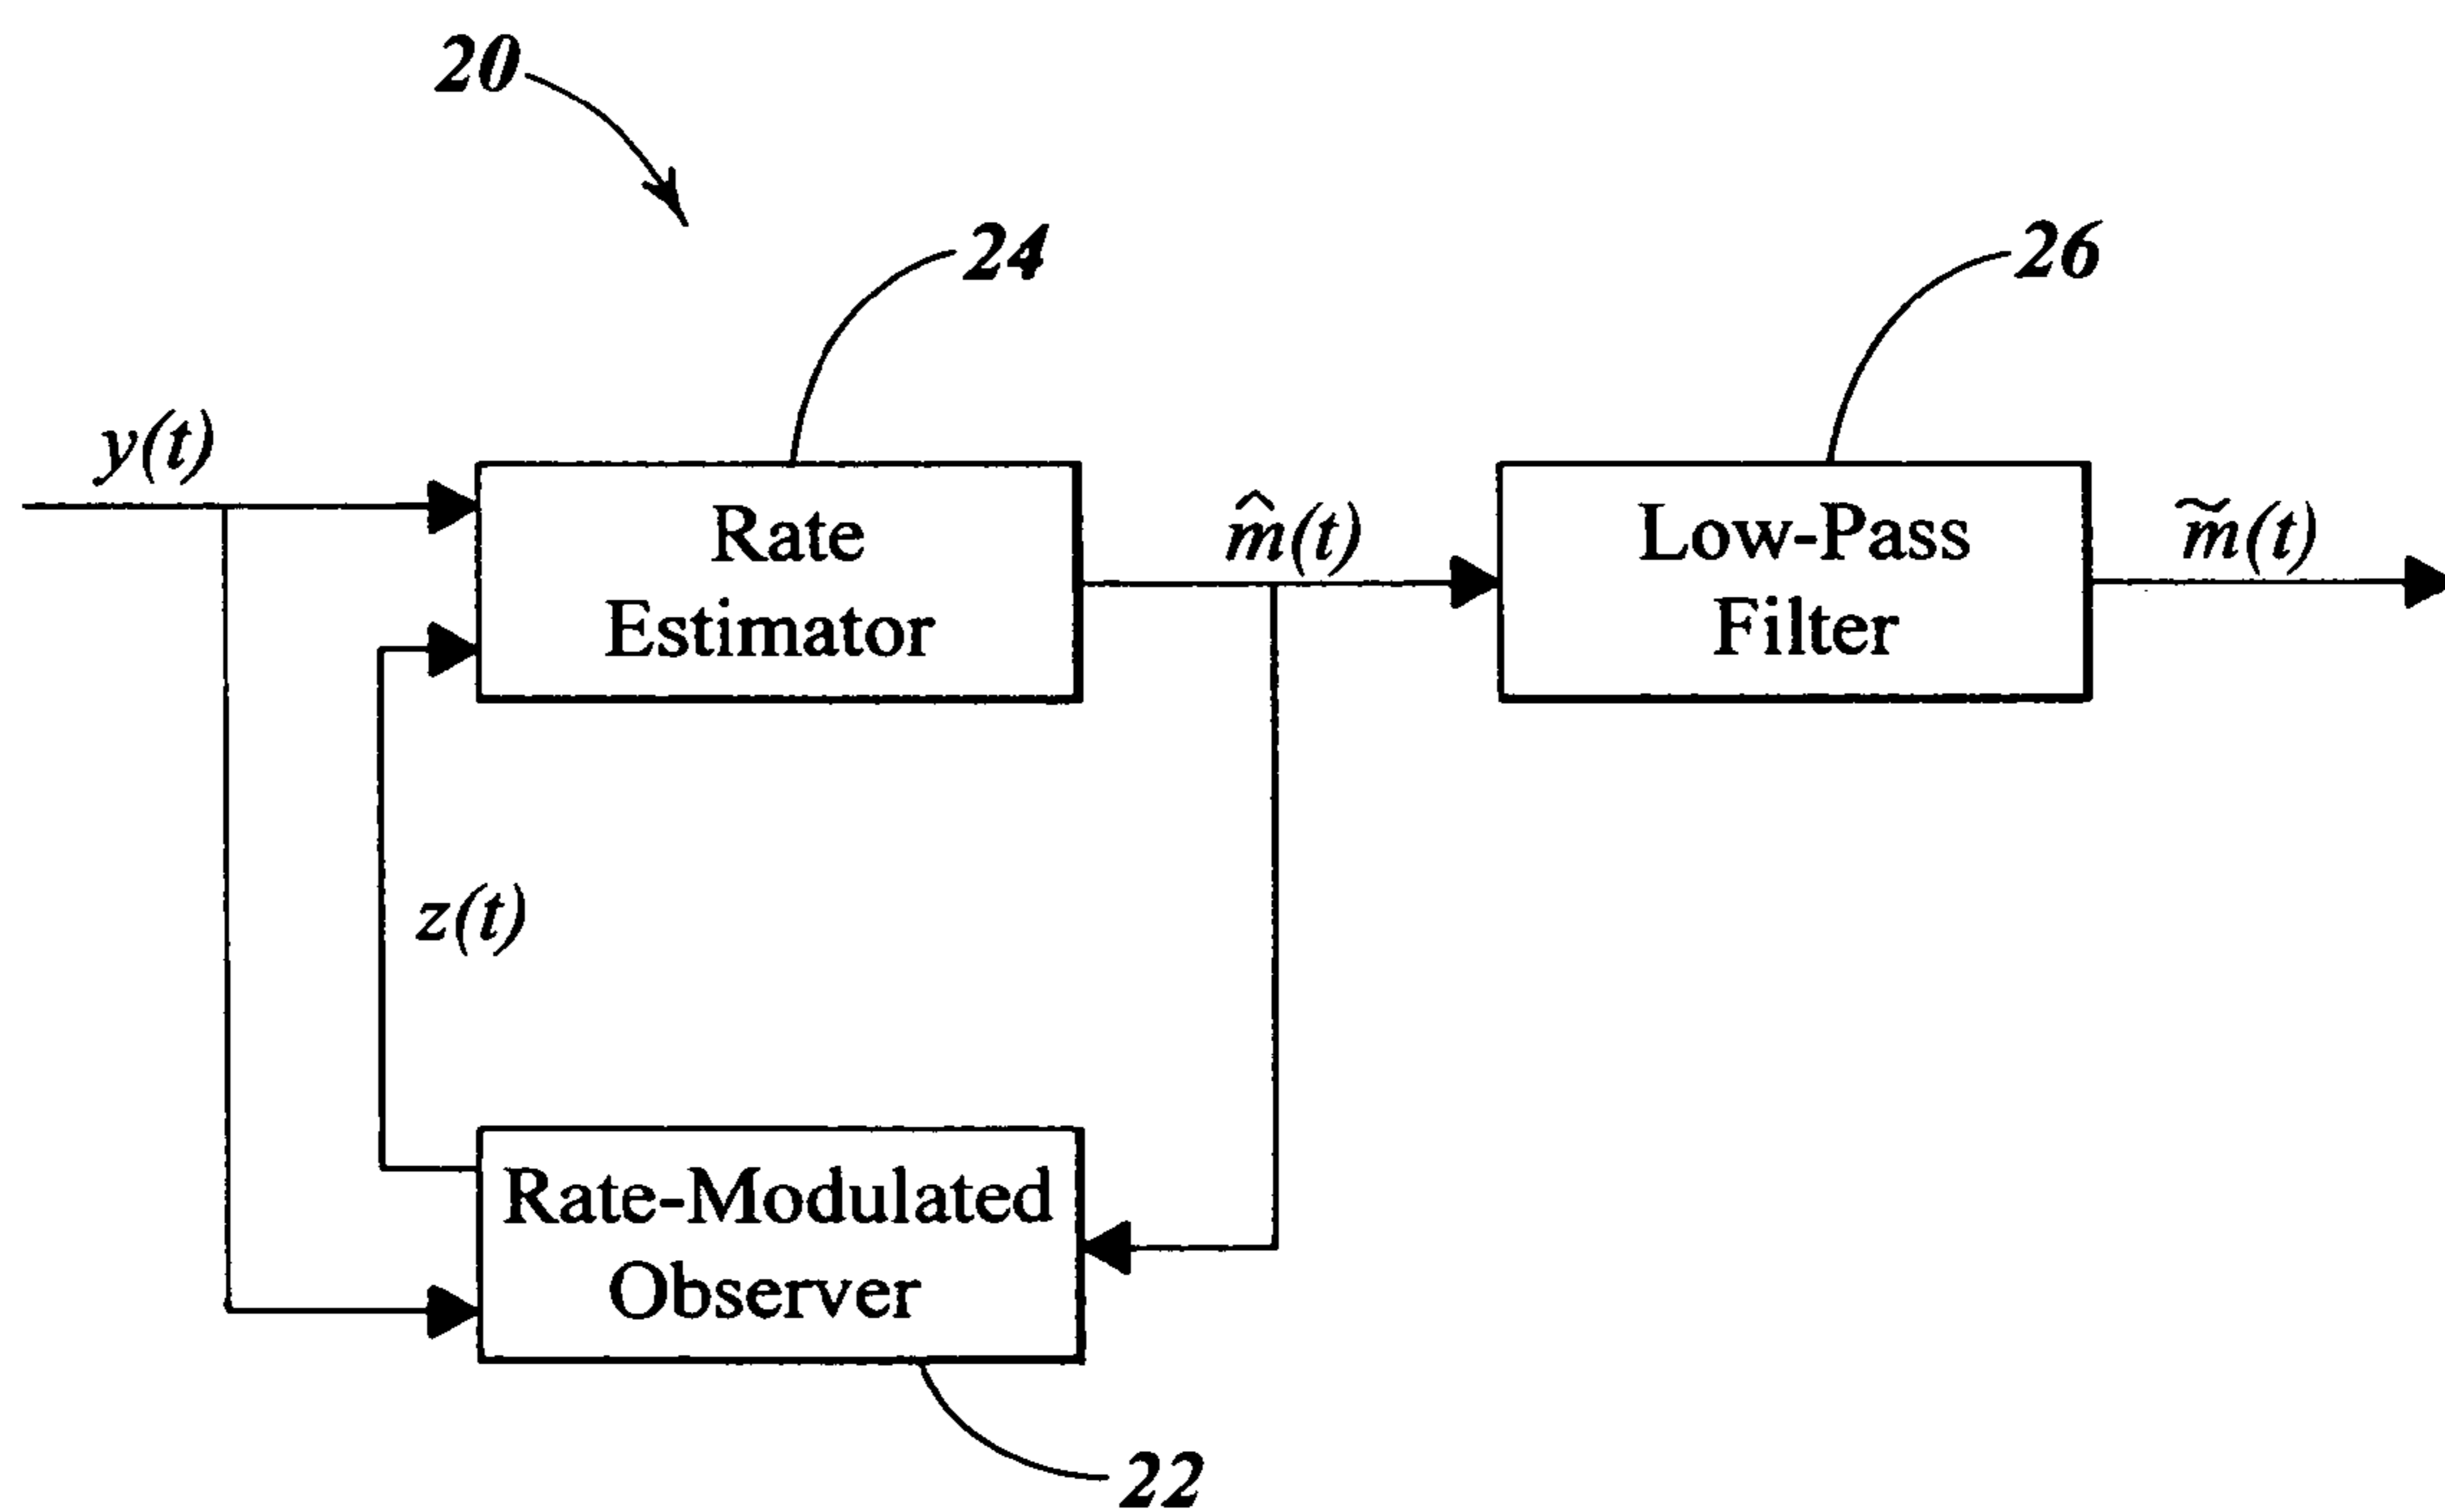 20
24
26
y(t)
Rate
Estimator
m̂(t)
Low-Pass
Filter
m̃(t)
z(t)
Rate-Modulated
Observer
22